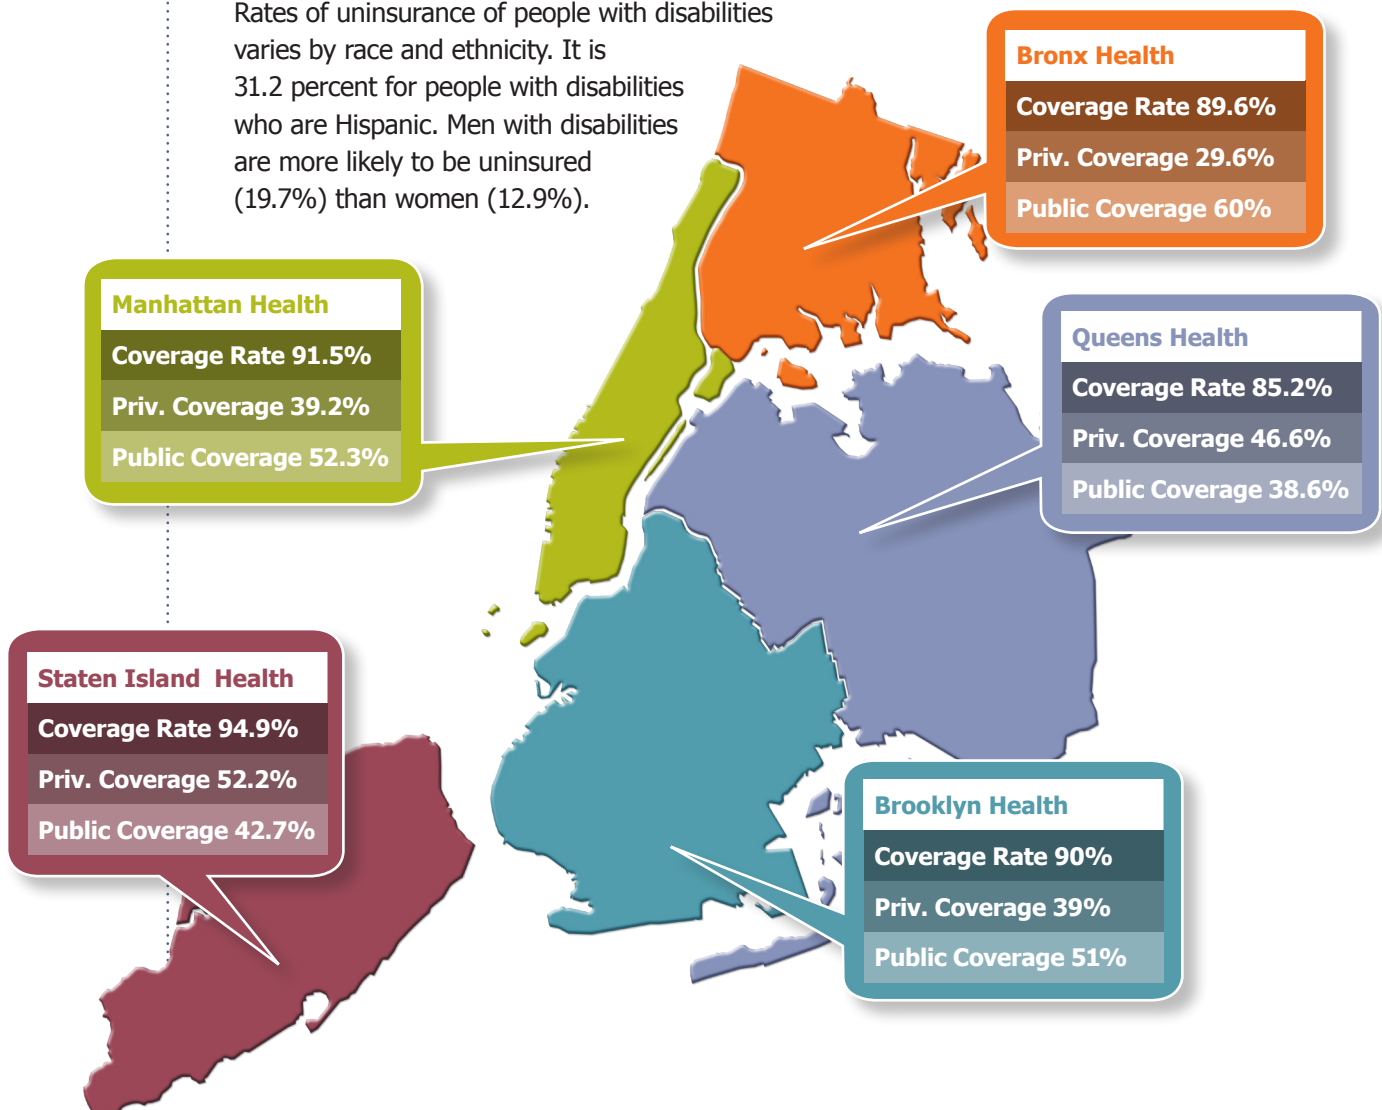 Rates of uninsurance of people with disabilities
varies by race and ethnicity. It is
31.2 percent for people with disabilities
who are Hispanic. Men with disabilities
are more likely to be uninsured
(19.7%) than women (12.9%).
Bronx Health
Coverage Rate 89.6%
Priv. Coverage 29.6%
Public Coverage 60%
Manhattan Health
Coverage Rate 91.5%
Priv. Coverage 39.2%
Public Coverage 52.3%
Queens Health
Coverage Rate 85.2%
Priv. Coverage 46.6%
Public Coverage 38.6%
Staten Island Health
Coverage Rate 94.9%
Priv. Coverage 52.2%
Public Coverage 42.7%
Brooklyn Health
Coverage Rate 90%
Priv. Coverage 39%
Public Coverage 51%